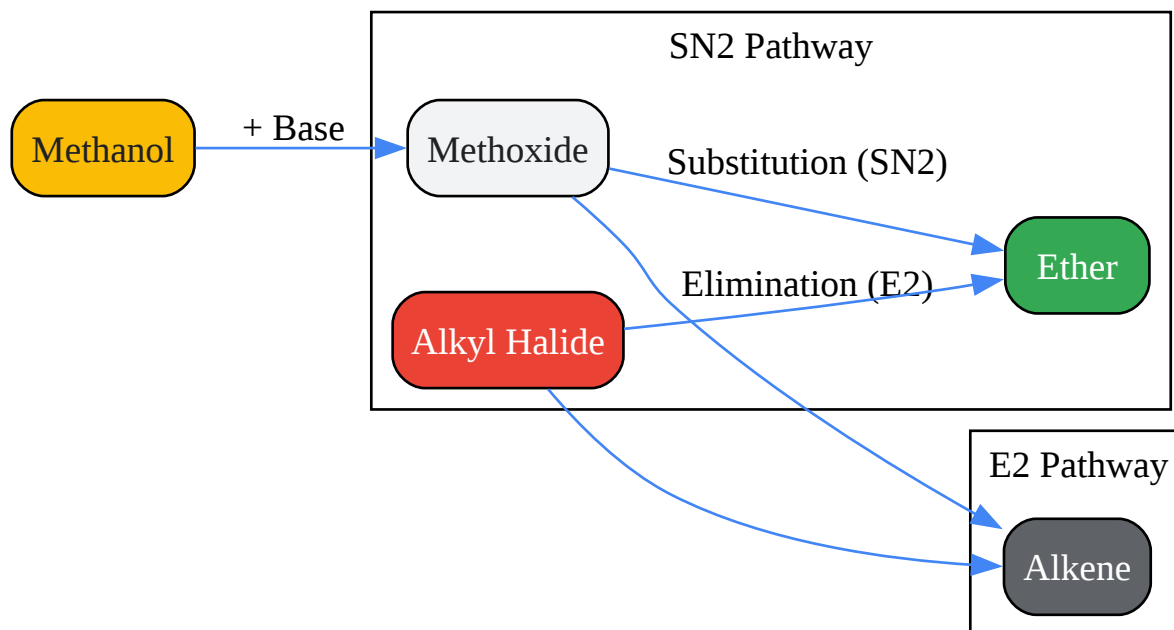 SN2 Pathway
Methanol
+ Base
Methoxide
Substitution (SN2)
Ether
Elimination (E2)
Alkyl Halide
E2 Pathway
Alkene